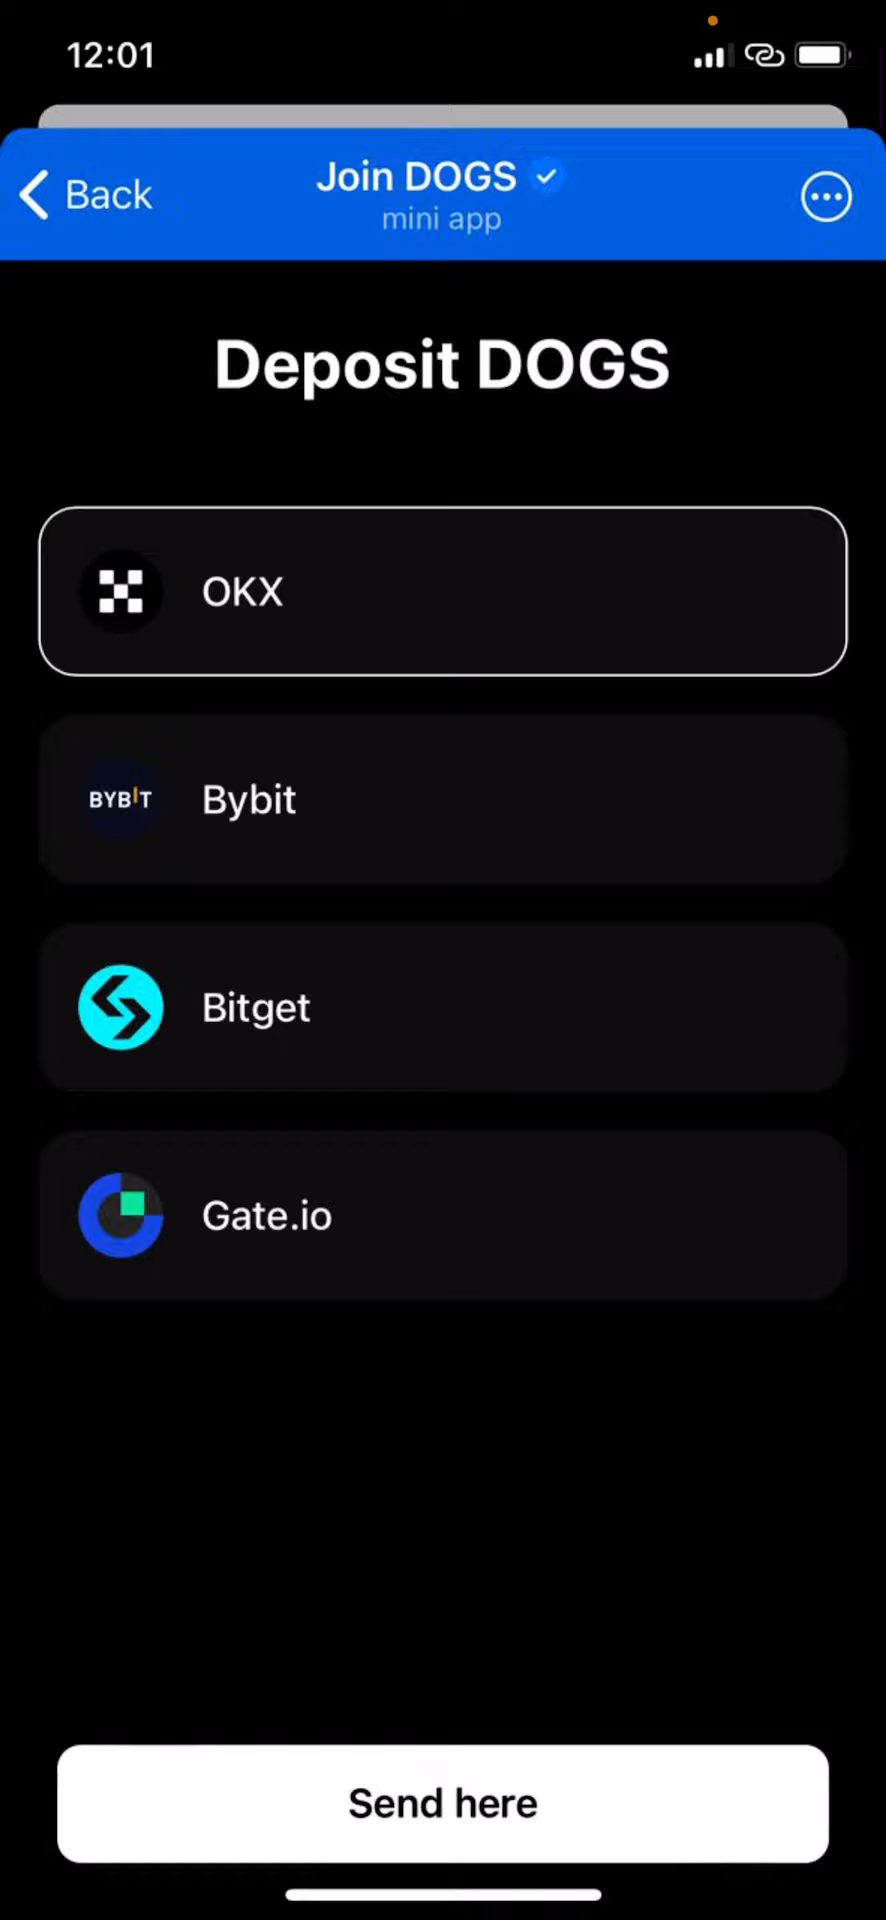 12:01
Back
Join DOGS
mini app
Deposit DOGS
OKX
BYBIT
Bybit
Bitget
Gate.io
Send here